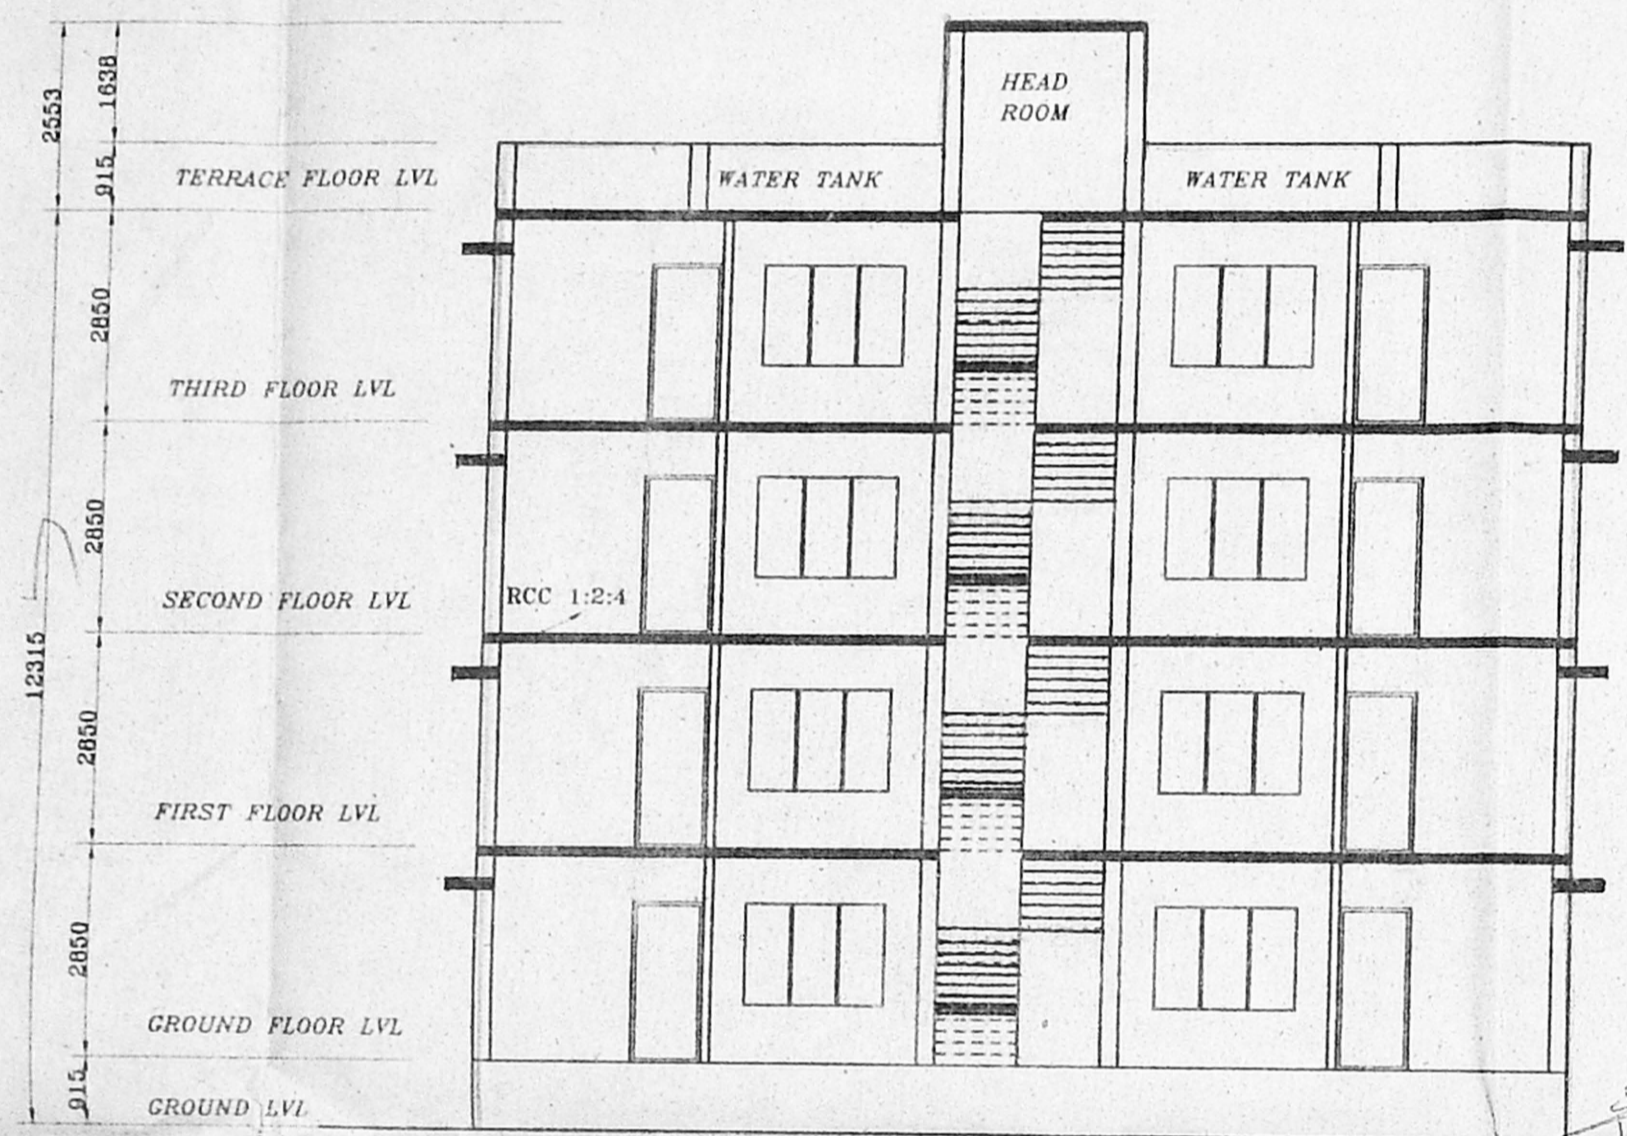 HEAD
ROOM
2553
1638
915
TERRACE FLOOR LVL
WATER TANK
WATER TANK
2850
THIRD FLOOR LVL
2850
SECOND FLOOR LVL
RCC 1:2:4
12315
2850
FIRST FLOOR LVL
2850
GROUND FLOOR LVL
915
GROUND LVL